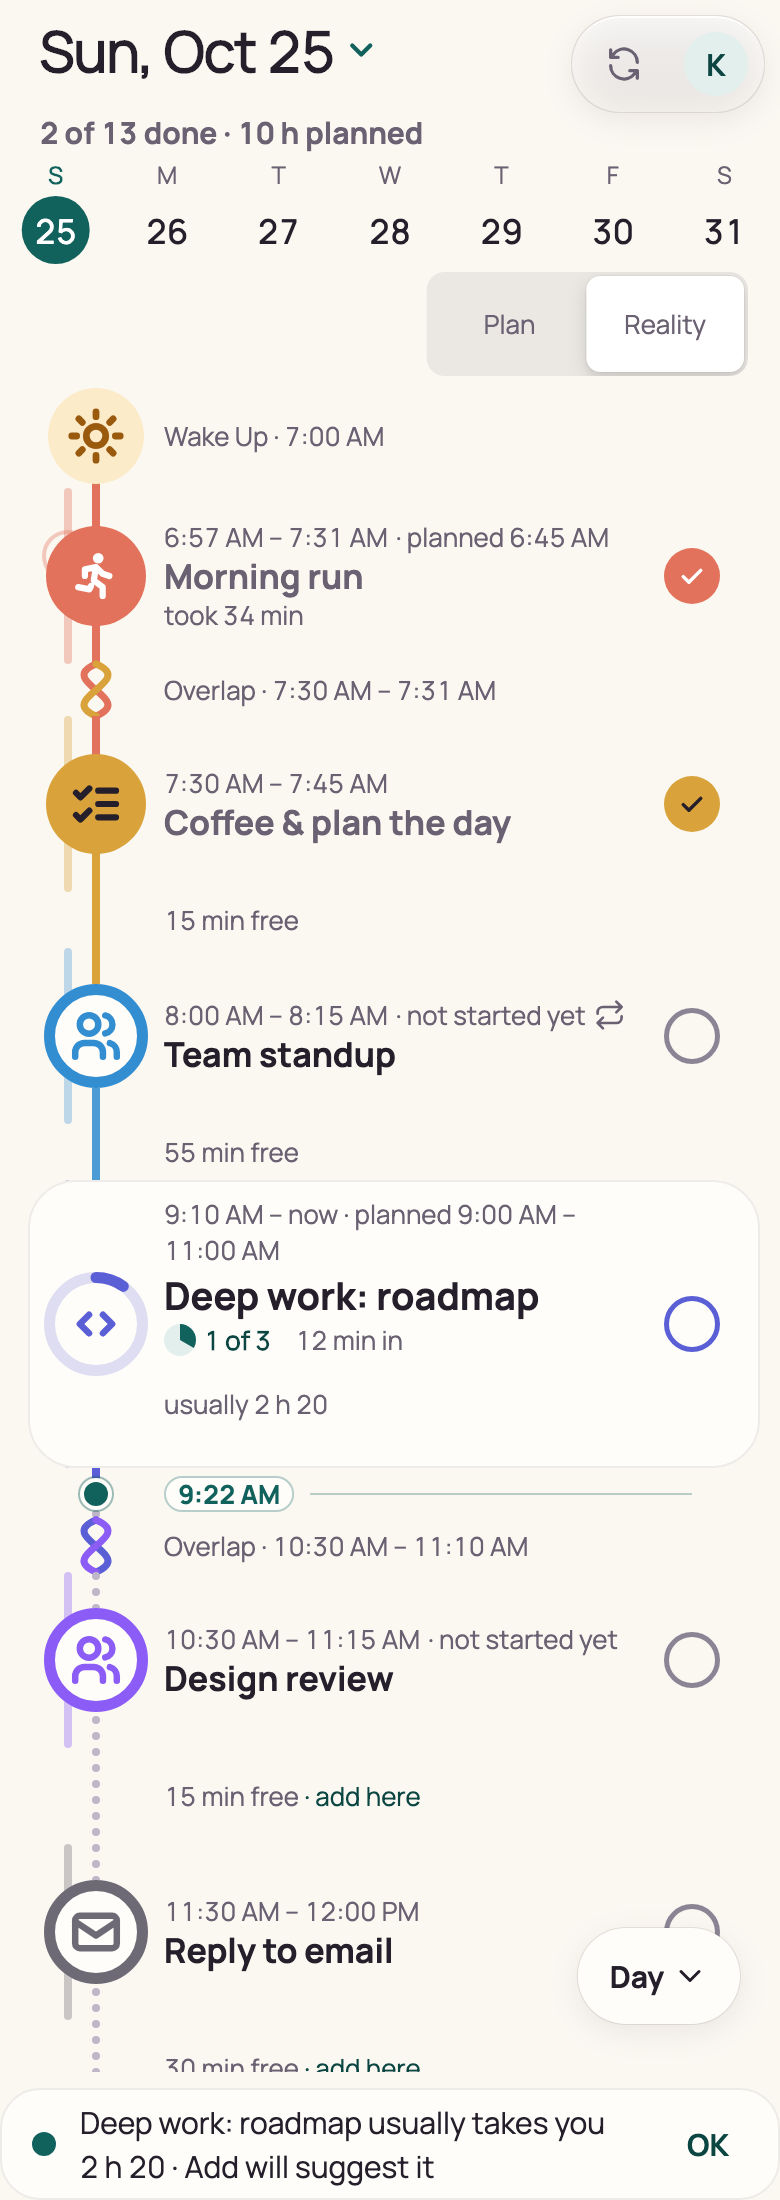 Sun, Oct 25
K
2 of 13 done · 10 h planned
S M T W T F S
25 26 27 28 29 30 31
Plan Reality
Wake Up · 7:00 AM
6:57 AM – 7:31 AM · planned 6:45 AM
Morning run
took 34 min
Overlap · 7:30 AM – 7:31 AM
7:30 AM – 7:45 AM
Coffee & plan the day
15 min free
8:00 AM – 8:15 AM · not started yet
Team standup
55 min free
9:10 AM – now · planned 9:00 AM –
11:00 AM
Deep work: roadmap
1 of 3 12 min in
usually 2 h 20
9:22 AM
Overlap · 10:30 AM – 11:10 AM
10:30 AM – 11:15 AM · not started yet
Design review
15 min free · add here
11:30 AM – 12:00 PM
Reply to email
Day
30 min free · add here
Deep work: roadmap usually takes you
2 h 20 · Add will suggest it
OK